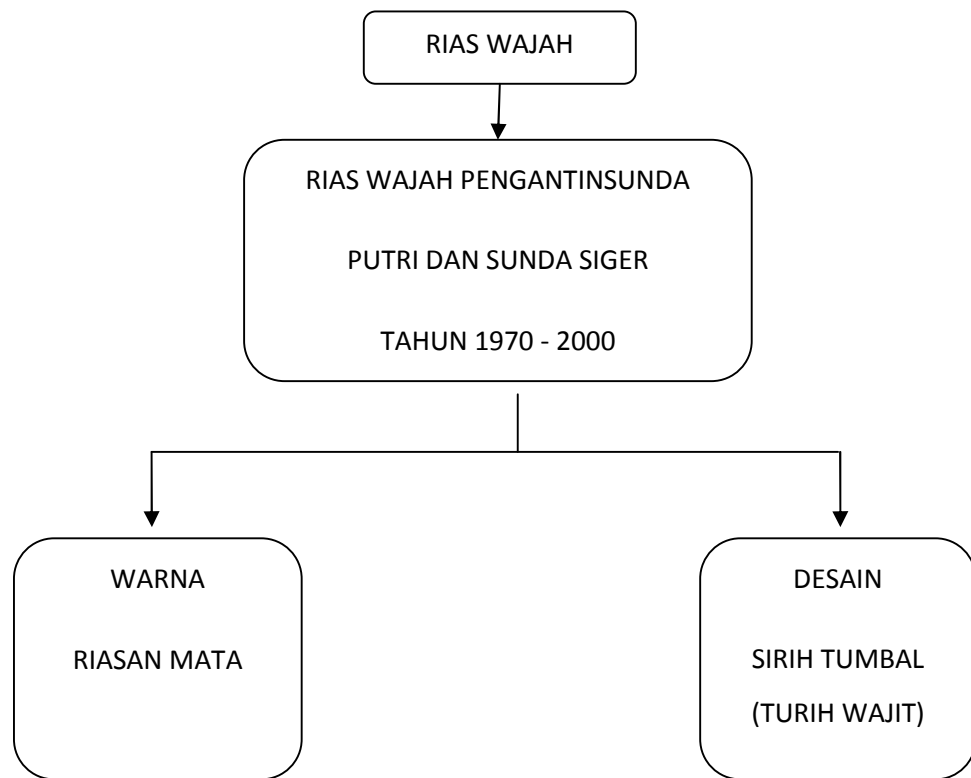 RIAS WAJAH
RIAS WAJAH PENGANTINSUNDA
PUTRI DAN SUNDA SIGER
TAHUN 1970 - 2000
WARNA
RIASAN MATA
DESAIN
SIRIH TUMBAL
(TURIH WAJIT)